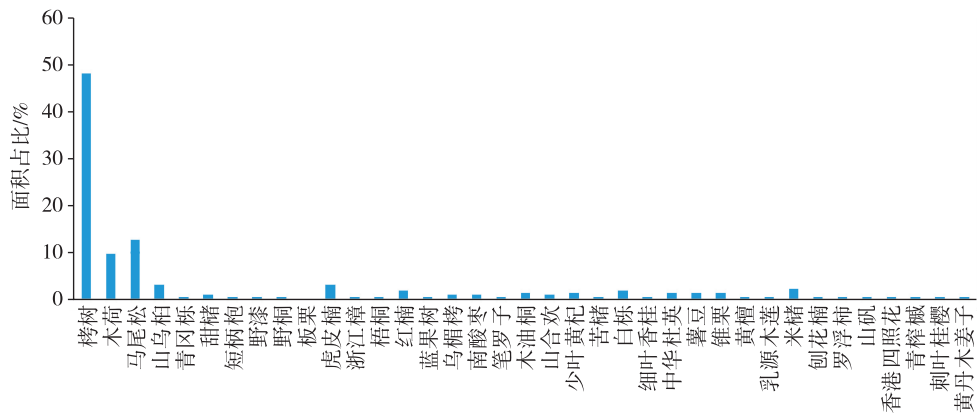 60
50
40
30
20
10
0
面积占比/%
栲树
木荷
马尾松
山乌桕
青冈栎
甜槠
短柄枹
野漆
野桐
板栗
虎皮楠
浙江樟
梧桐
红楠
蓝果树
乌楣栲
南酸枣
笔罗子
木油桐
山合欢
少叶黄杞
苦槠
白栎
细叶香桂
中华杜英
薯豆
锥栗
黄檀
乳源木莲
米槠
刨花楠
罗浮柿
山矾
香港四照花
青榨槭
刺叶桂樱
黄丹木姜子